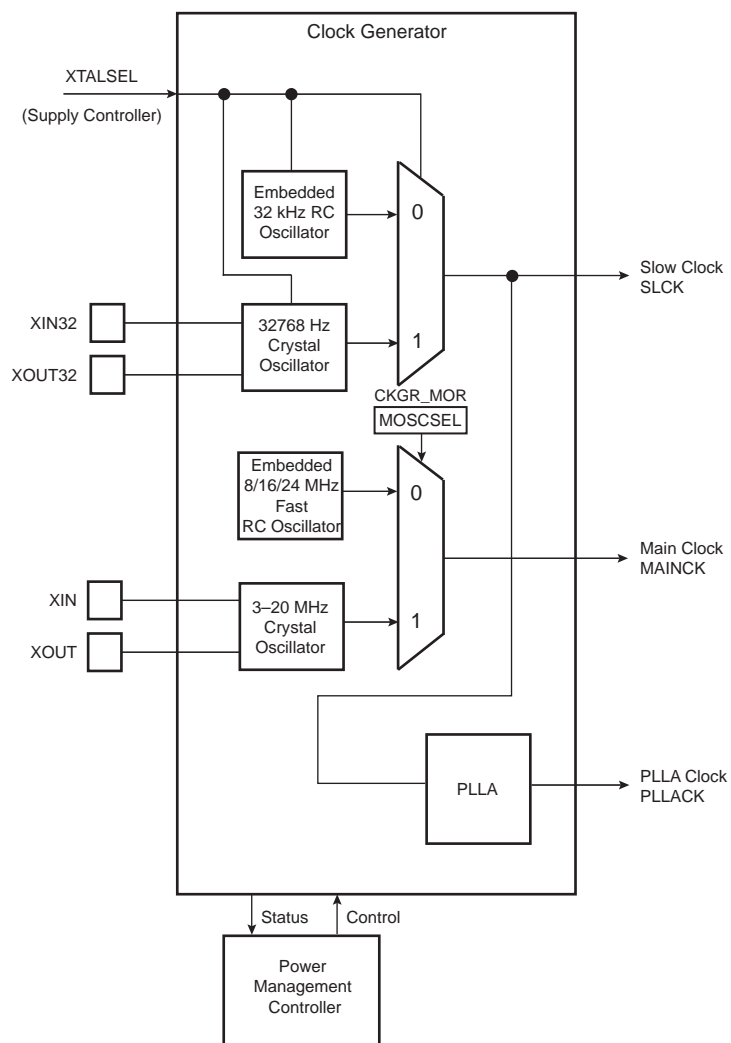 Clock Generator
XTALSEL
(Supply Controller)
Embedded
32 kHz RC
Oscillator
0
Slow Clock
SLCK
XIN32
32768 Hz
Crystal
Oscillator
1
XOUT32
CKGR_MOR
MOSCSEL
Embedded
8/16/24 MHz
Fast
RC Oscillator
0
Main Clock
MAINCK
XIN
3–20 MHz
Crystal
Oscillator
1
XOUT
PLLA
PLLA Clock
PLLACK
Status
Control
Power
Management
Controller